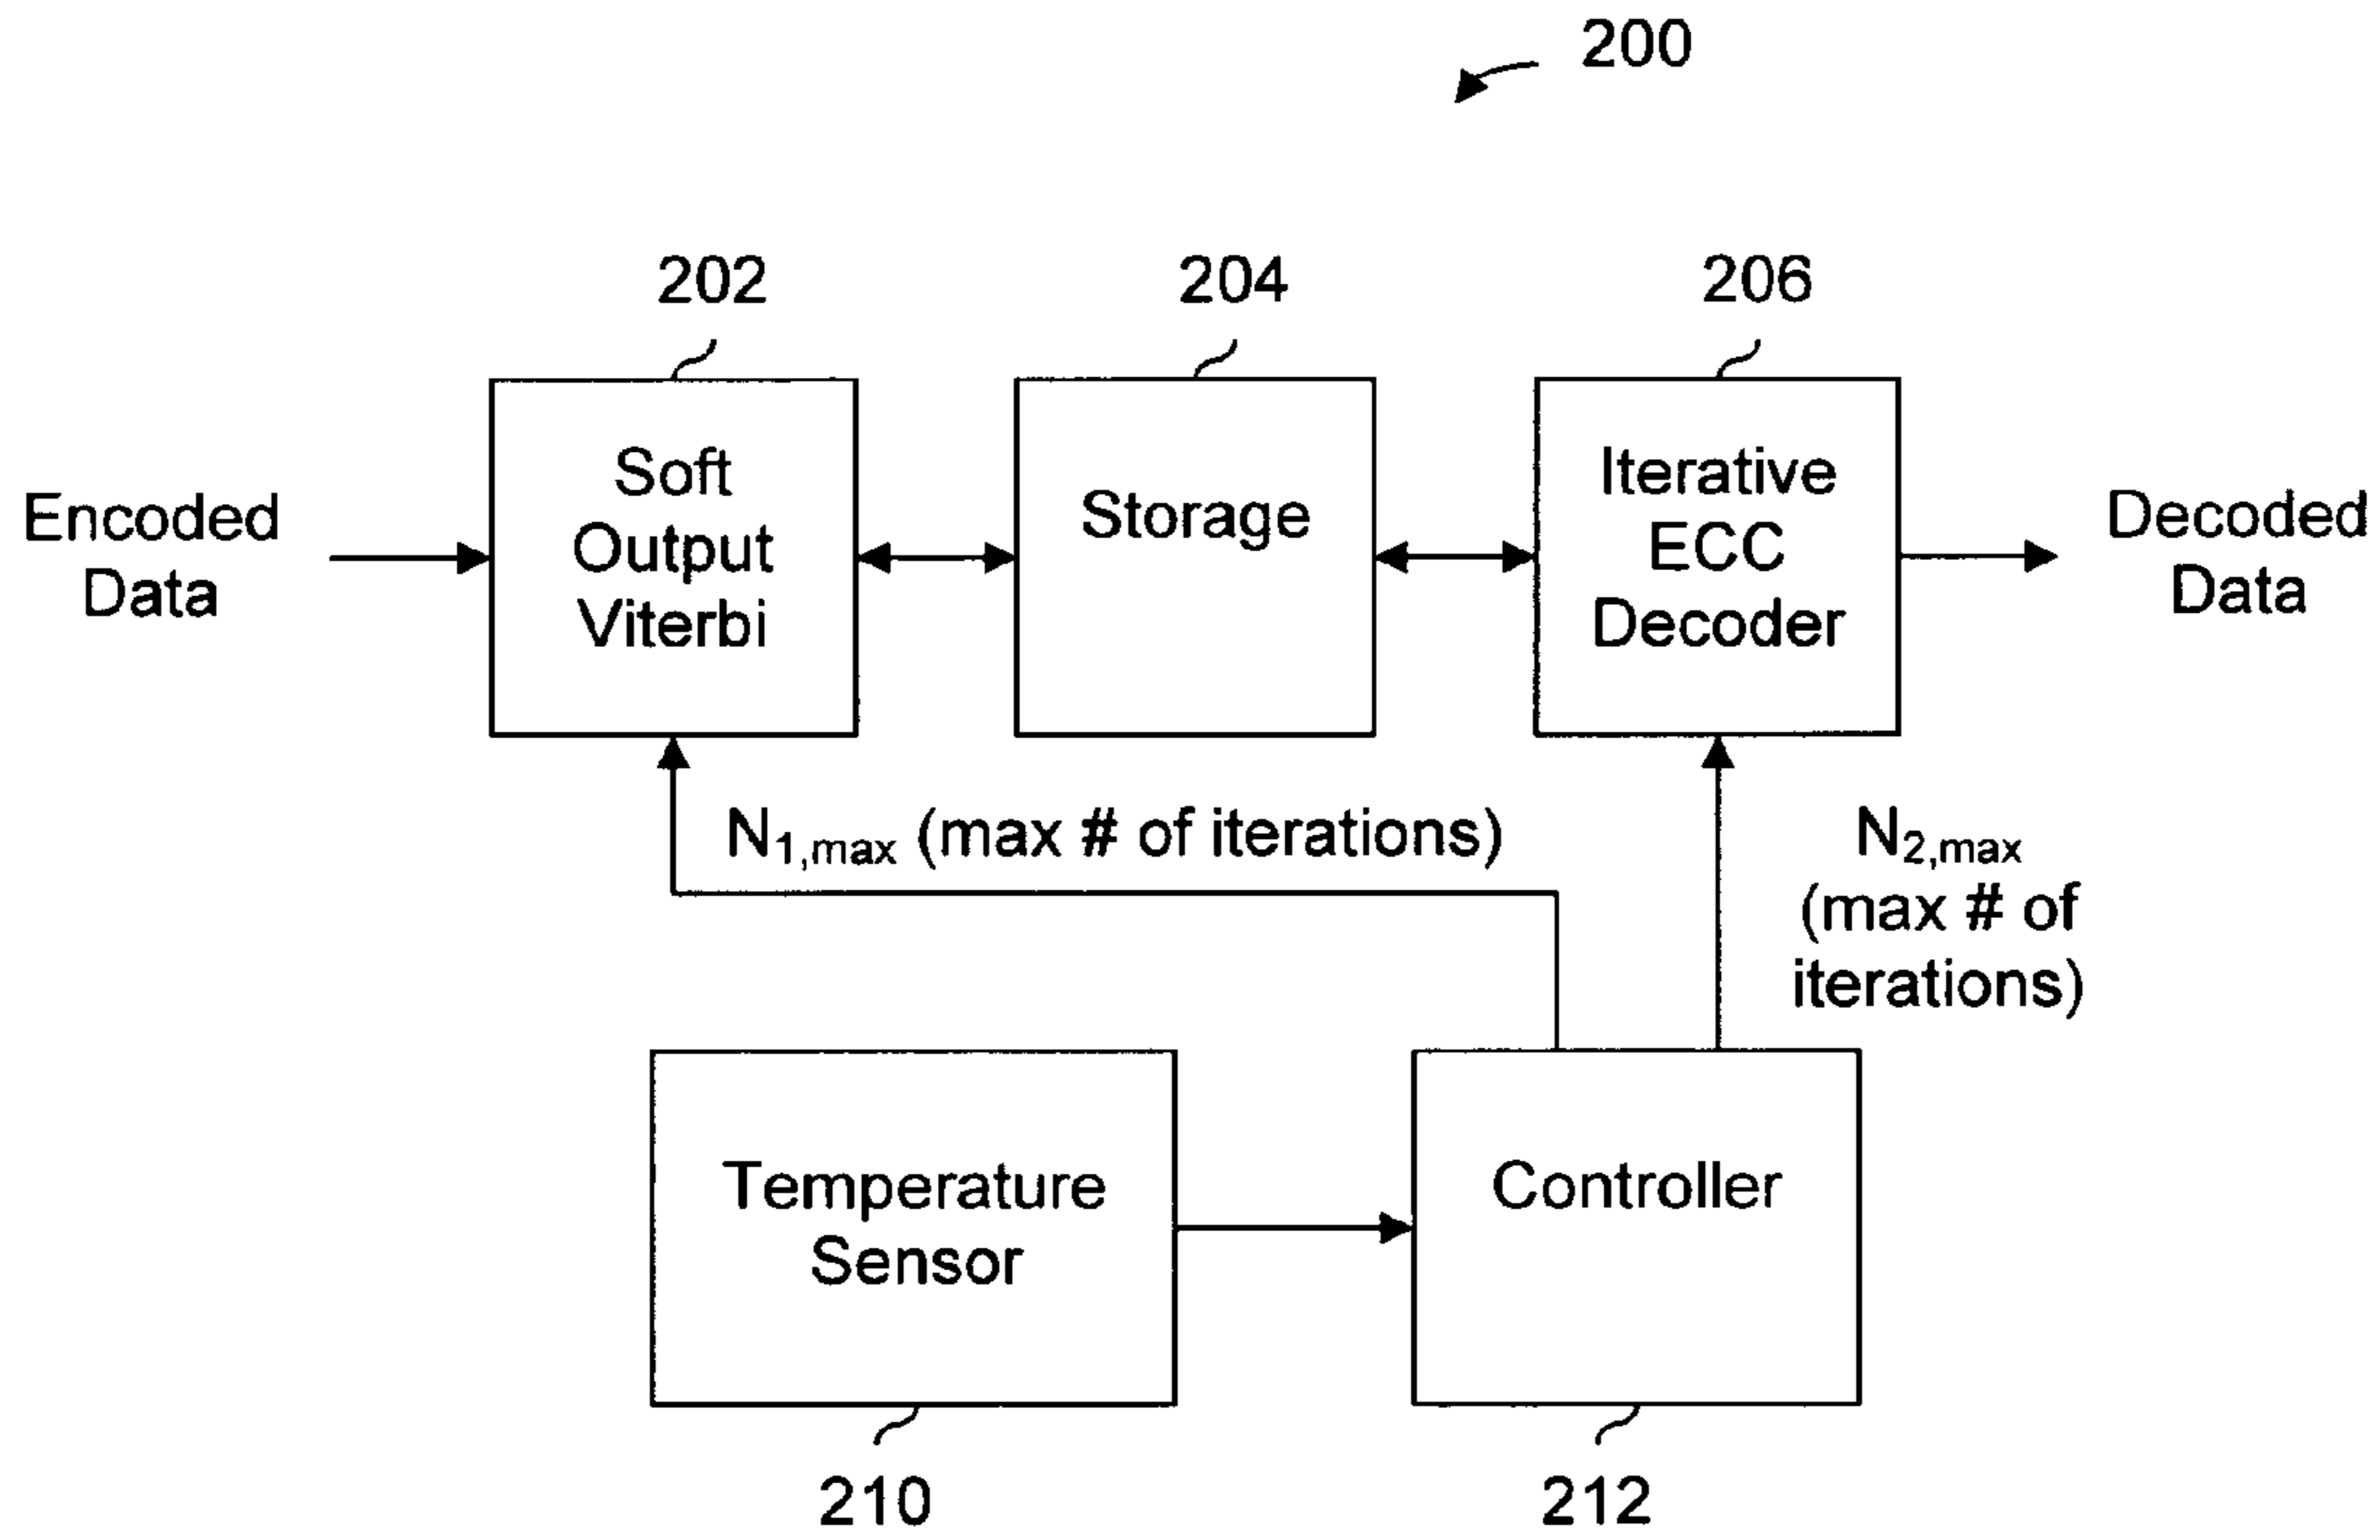 200
202
204
206
Encoded
Data
Soft
Output
Viterbi
Storage
Iterative
ECC
Decoder
Decoded
Data
N1,max (max # of iterations)
N2,max
(max # of
iterations)
Temperature
Sensor
Controller
210
212